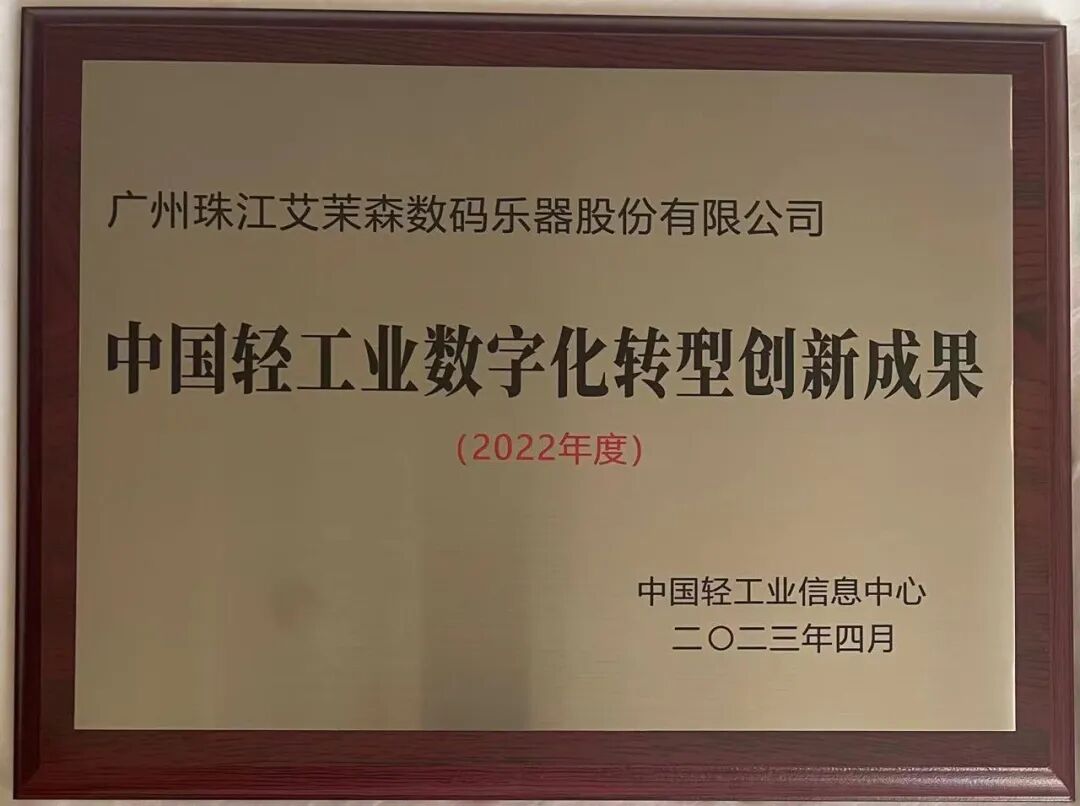 广州珠江艾茉森数码乐器股份有限公司
中国轻工业数字化转型创新成果
(2022年度)
中国轻工业信息中心
二〇二三年四月